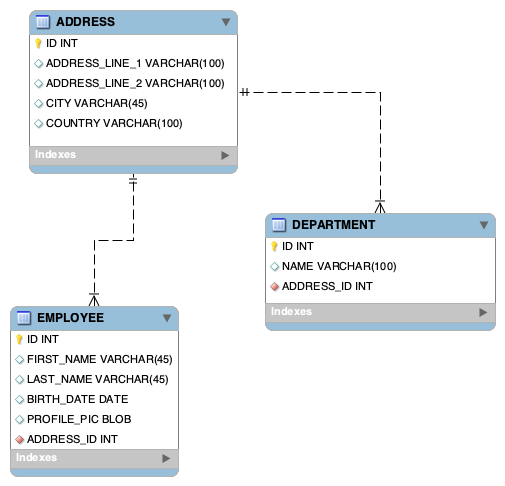 ADDRESS
ID INT
ADDRESS_LINE_1 VARCHAR(100)
ADDRESS_LINE_2 VARCHAR(100)
CITY VARCHAR(45)
COUNTRY VARCHAR(100)
Indexes
DEPARTMENT
ID INT
NAME VARCHAR(100)
ADDRESS_ID INT
Indexes
EMPLOYEE
ID INT
FIRST_NAME VARCHAR(45)
LAST_NAME VARCHAR(45)
BIRTH_DATE DATE
PROFILE_PIC BLOB
ADDRESS_ID INT
Indexes